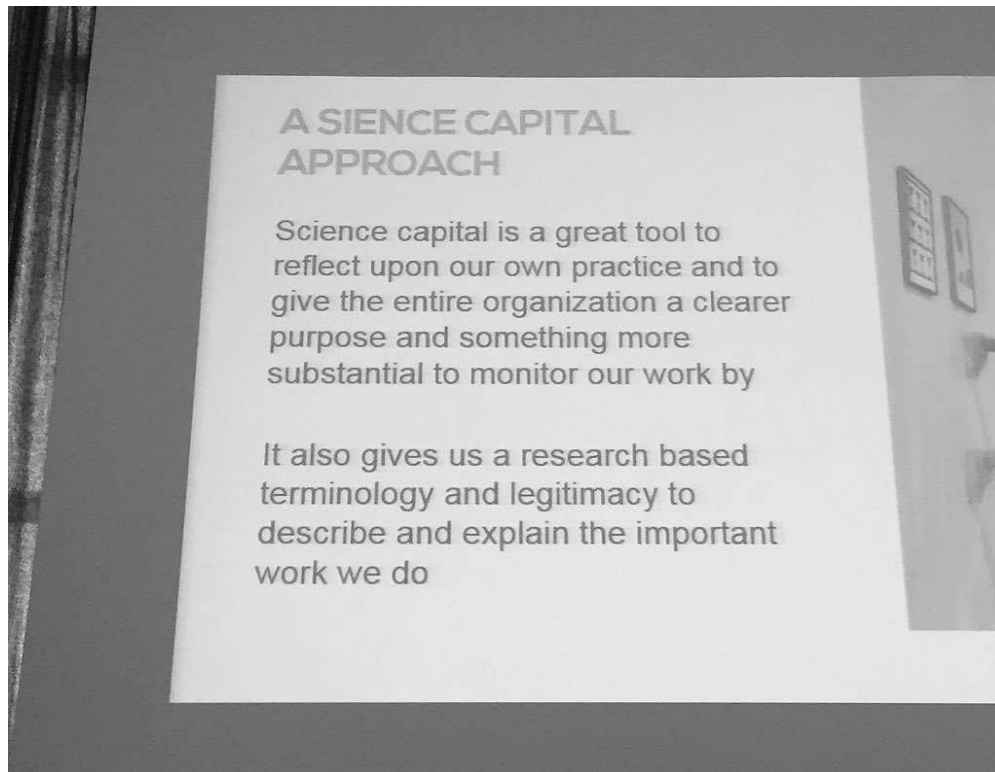 A SIENCE CAPITAL
APPROACH
Science capital is a great tool to
reflect upon our own practice and to
give the entire organization a clearer
purpose and something more
substantial to monitor our work by
It also gives us a research based
terminology and legitimacy to
describe and explain the important
work we do